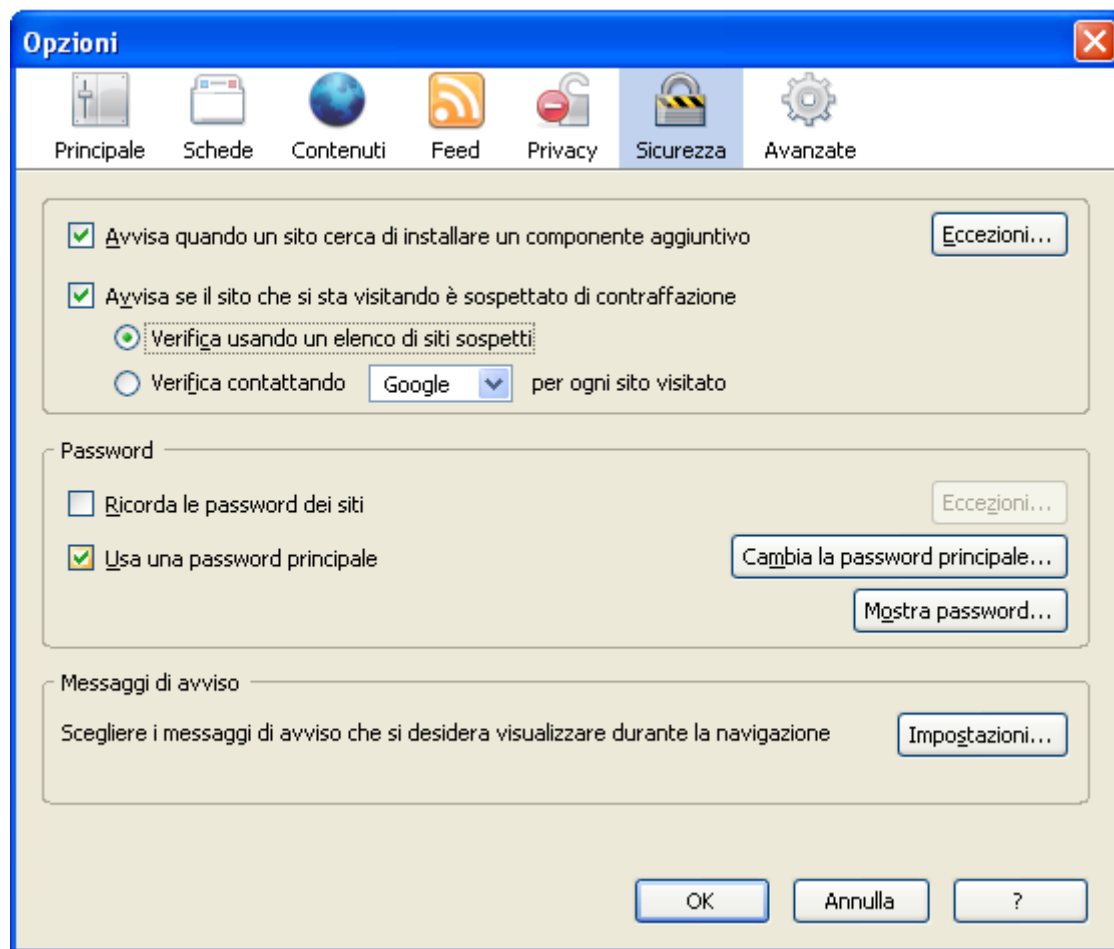 Opzioni
Principale Schede Contenuti Feed Privacy Sicurezza Avanzate
Avvisa quando un sito cerca di installare un componente aggiuntivo Eccezioni...
Avvisa se il sito che si sta visitando è sospettato di contraffazione
Verifica usando un elenco di siti sospetti
Verifica contattando Google per ogni sito visitato
Password
Ricorda le password dei siti Eccezioni...
Usa una password principale Cambia la password principale...
Mostra password...
Messaggi di avviso
Scegliere i messaggi di avviso che si desidera visualizzare durante la navigazione Impostazioni...
OK Annulla ?